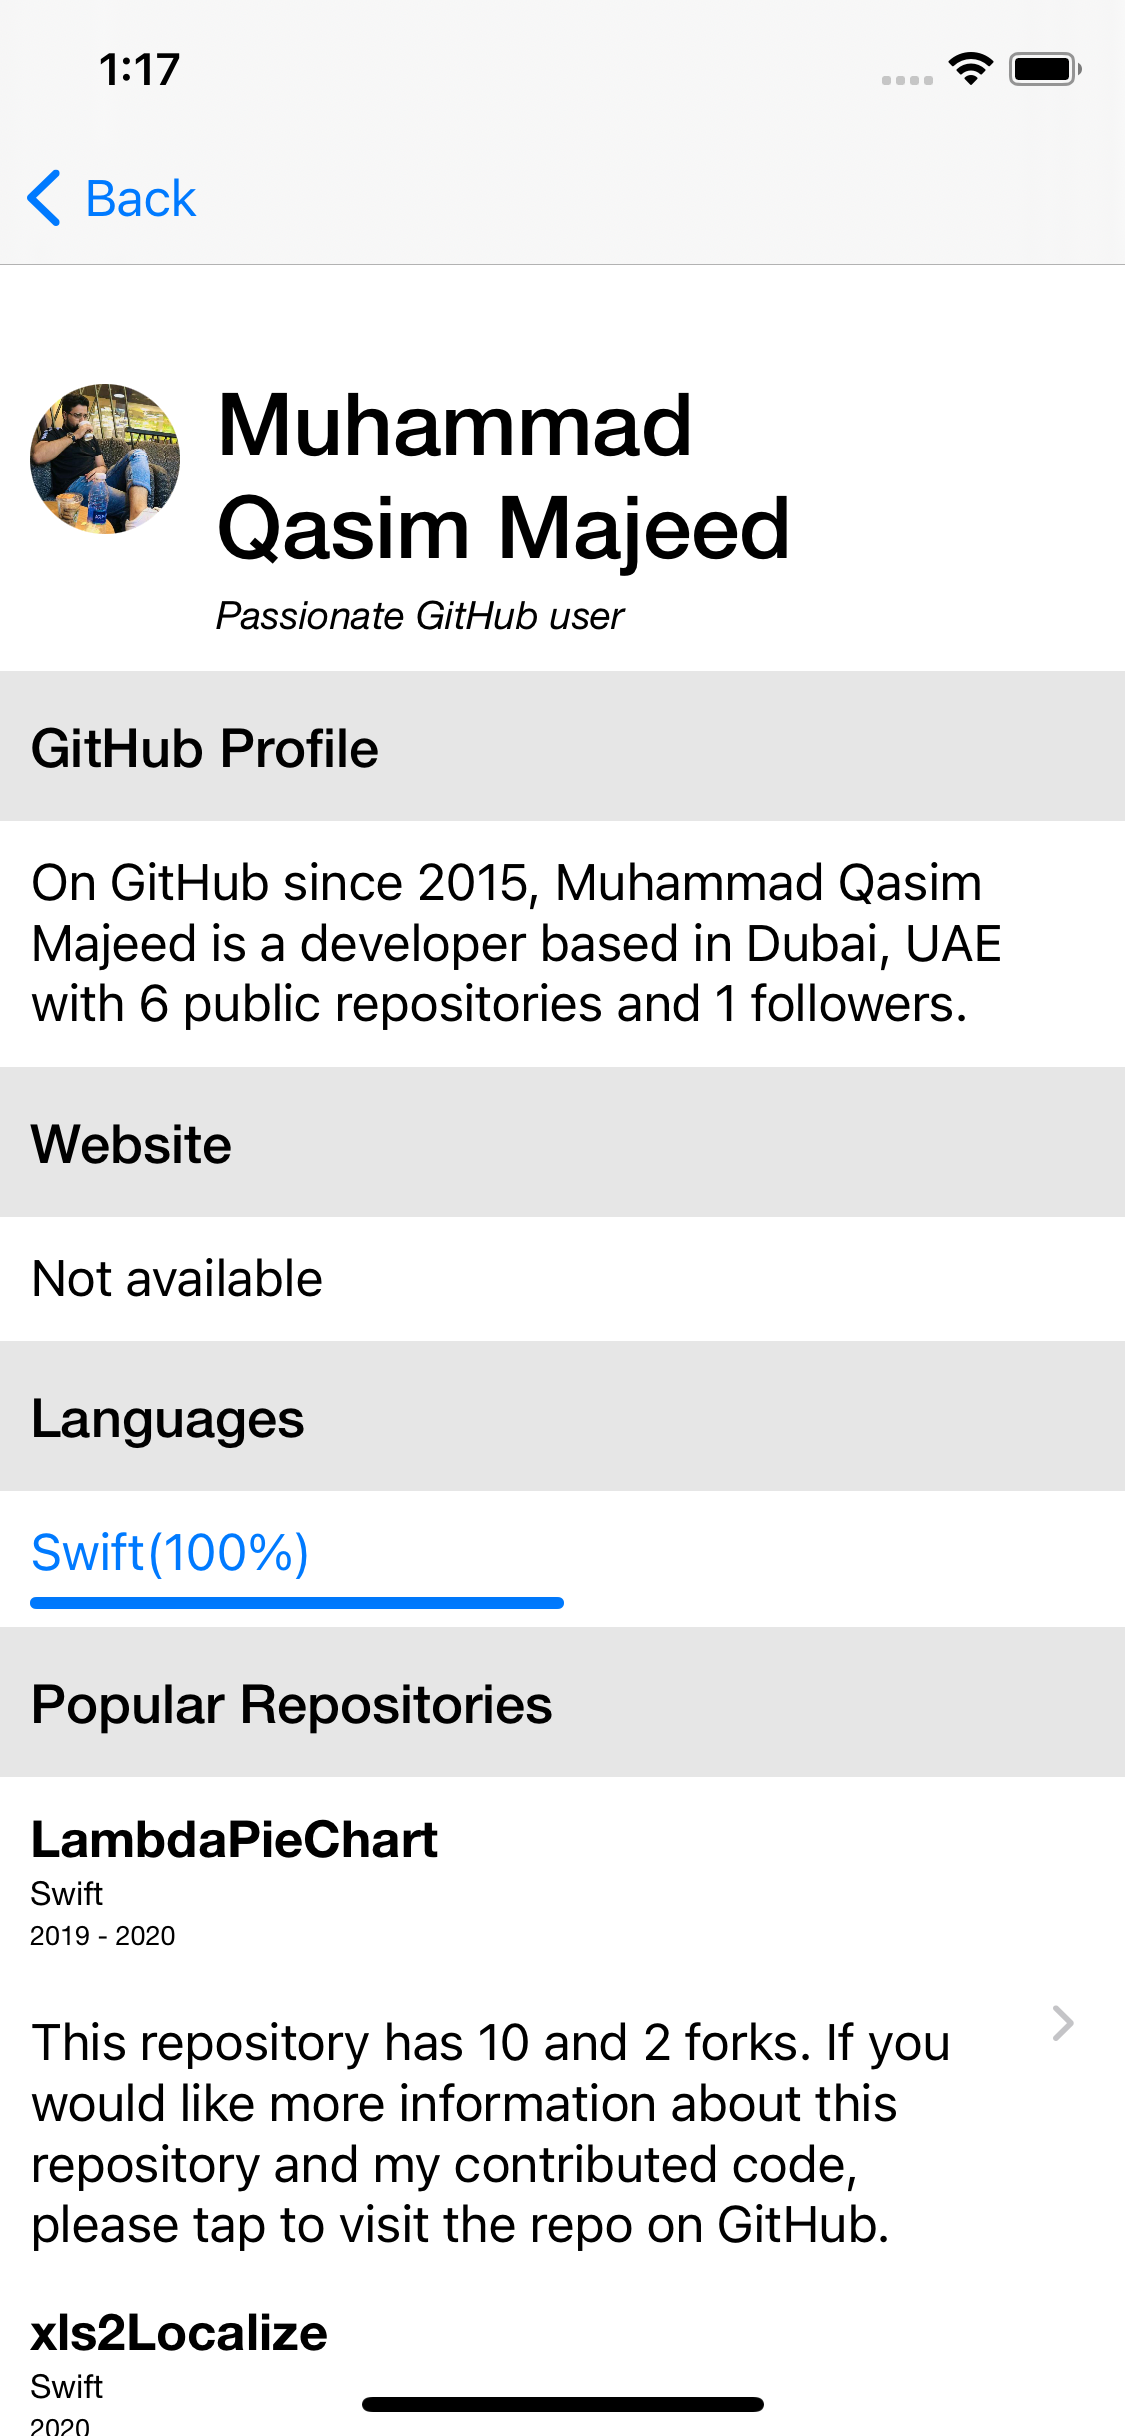 1:17
Back
Muhammad
Qasim Majeed
Passionate GitHub user
GitHub Profile
On GitHub since 2015, Muhammad Qasim
Majeed is a developer based in Dubai, UAE
with 6 public repositories and 1 followers.
Website
Not available
Languages
Swift(100%)
Popular Repositories
LambdaPieChart
Swift
2019 - 2020
This repository has 10 and 2 forks. If you
would like more information about this
repository and my contributed code,
please tap to visit the repo on GitHub.
xls2Localize
Swift
2020